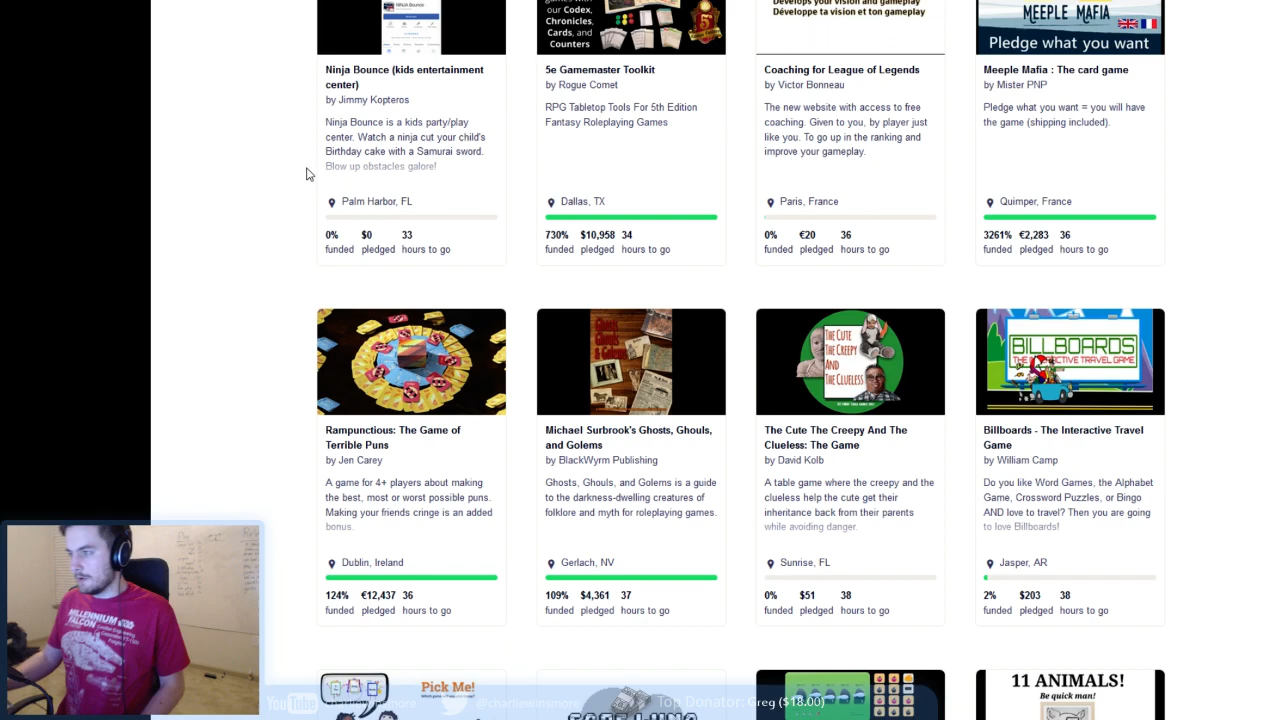 our Codex,
Chronicles,
Cards, and
Counters
5
Développe ta vision et ton gameplay
MEEPLE MAFIA
Pledge what you want
Ninja Bounce (kids entertainment
center)
by Jimmy Kopteros
Ninja Bounce is a kids party/play
center. Watch a ninja cut your child's
Birthday cake with a Samurai sword.
Blow up obstacles galore!
Palm Harbor, FL
0% $0 33
funded pledged hours to go
5e Gamemaster Toolkit
by Rogue Comet
RPG Tabletop Tools For 5th Edition
Fantasy Roleplaying Games
Dallas, TX
730% $10,958 34
funded pledged hours to go
Coaching for League of Legends
by Victor Bonneau
The new website with access to free
coaching. Given to you, by player just
like you. To go up in the ranking and
improve your gameplay.
Paris, France
0% €20 36
funded pledged hours to go
Meeple Mafia : The card game
by Mister PNP
Pledge what you want = you will have
the game (shipping included).
Quimper, France
3261% €2,283 36
funded pledged hours to go
Rampunctious: The Game of
Terrible Puns
by Jen Carey
A game for 4+ players about making
the best, most or worst possible puns.
Making your friends cringe is an added
bonus.
Dublin, Ireland
124% €12,437 36
funded pledged hours to go
Michael Surbrook's Ghosts, Ghouls,
and Golems
by BlackWyrm Publishing
Ghosts, Ghouls, and Golems is a guide
to the darkness-dwelling creatures of
folklore and myth for roleplaying games.
Gerlach, NV
109% $4,361 37
funded pledged hours to go
THE CUTE
THE CREEPY
AND
THE CLUELESS
The Cute The Creepy And The
Clueless: The Game
by David Kolb
A table game where the creepy and the
clueless help the cute get their
inheritance back from their parents
while avoiding danger.
Sunrise, FL
0% $51 38
funded pledged hours to go
BILLBOARDS
Billboards - The Interactive Travel
Game
by William Camp
Do you like Word Games, the Alphabet
Game, Crossword Puzzles, or Bingo
AND love to travel? Then you are going
to love Billboards!
Jasper, AR
2% $203 38
funded pledged hours to go
Pick Me!
11 ANIMALS!
Be quick man!
MILLENNIUM
FALCON
YouTube
Top Donator: Greg ($18.00)